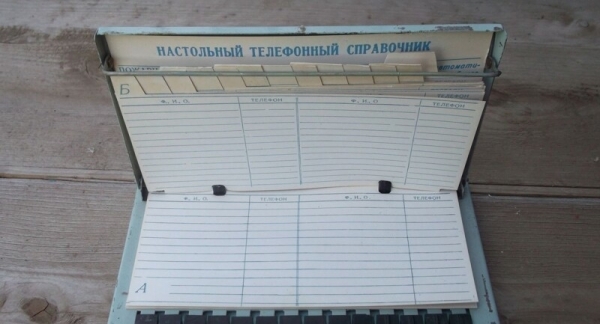 НАСТОЛЬНЫЙ ТЕЛЕФОННЫЙ СПРАВОЧНИК
Б
Ф. И. О. ТЕЛЕФОН Ф. И. О. ТЕЛЕФОН
Ф. И. О. ТЕЛЕФОН Ф. И. О. ТЕЛЕФОН
А